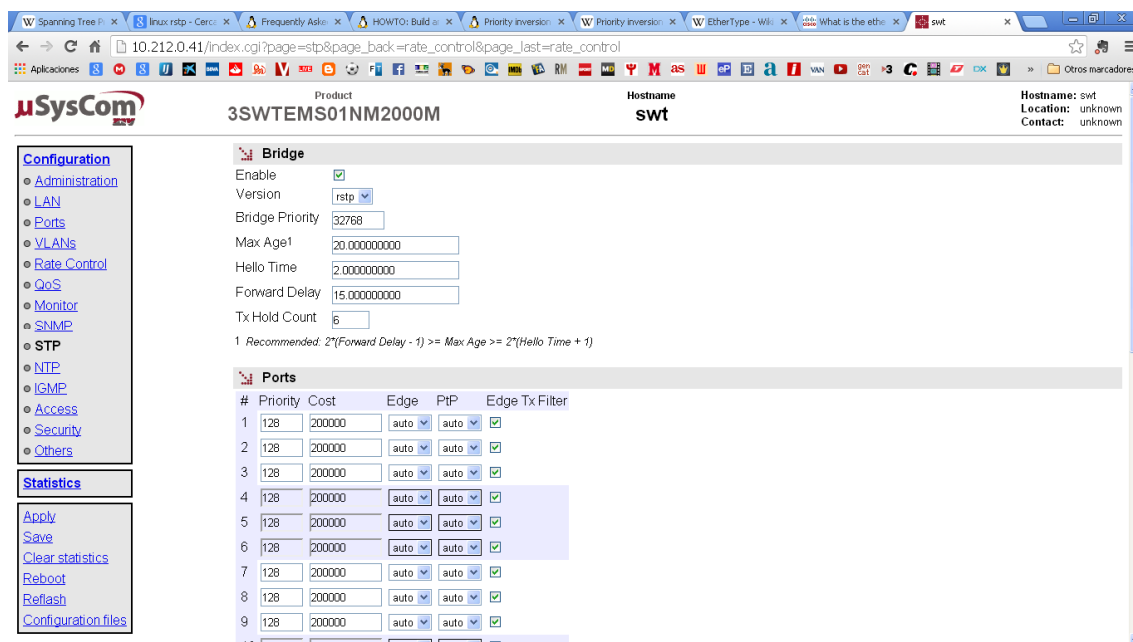 Spanning Tree P
linux rstp - Cerca
Frequently Aske
HOWTO: Build a
Priority inversion
Priority inversion
EtherType - Wiki
What is the ethe
swt
10.212.0.41/index.cgi?page=stp&page_back=rate_control&page_last=rate_control
Aplicaciones
Otros marcadores
µSysCom
Product
3SWTEMS01NM2000M
Hostname
swt
Hostname: swt
Location: unknown
Contact: unknown
Configuration
Administration
LAN
Ports
VLANs
Rate Control
QoS
Monitor
SNMP
STP
NTP
IGMP
Access
Security
Others
Statistics
Apply
Save
Clear statistics
Reboot
Reflash
Configuration files
Bridge
Enable
Version rstp
Bridge Priority 32768
Max Age1 20.000000000
Hello Time 2.000000000
Forward Delay 15.000000000
Tx Hold Count 6
1 Recommended: 2*(Forward Delay - 1) >= Max Age >= 2*(Hello Time + 1)
Ports
# Priority Cost Edge PtP Edge Tx Filter
1 128 200000 auto auto
2 128 200000 auto auto
3 128 200000 auto auto
4 128 200000 auto auto
5 128 200000 auto auto
6 128 200000 auto auto
7 128 200000 auto auto
8 128 200000 auto auto
9 128 200000 auto auto